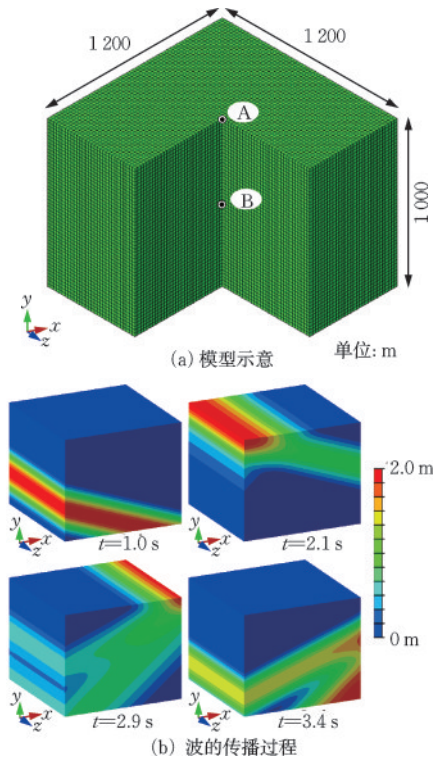 1 200
1 200
A
B
1 000
y
x
z
(a) 模型示意
单位: m
2.0 m
0 m
y
x
z
t=1.0 s
y
x
z
t=2.1 s
y
x
z
t=2.9 s
y
x
z
t=3.4 s
(b) 波的传播过程